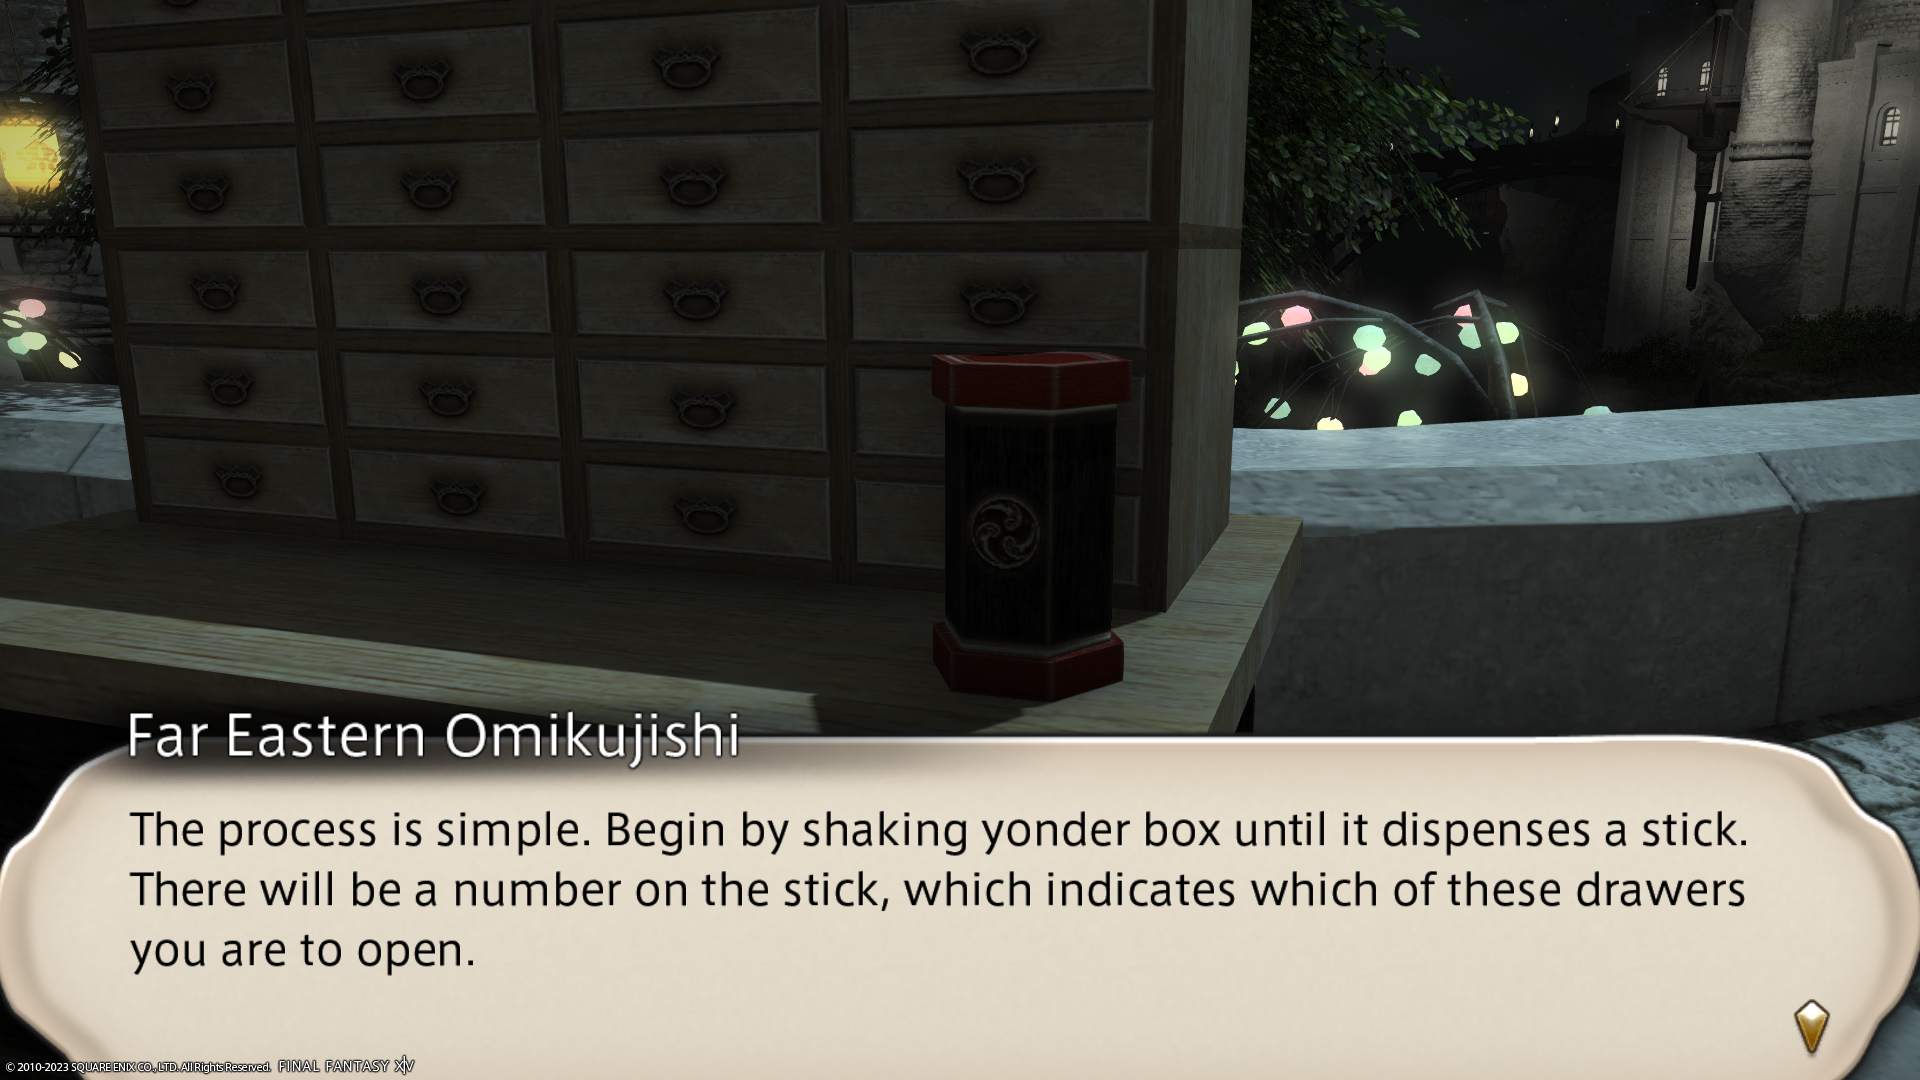 Far Eastern Omikujishi
The process is simple. Begin by shaking yonder box until it dispenses a stick.
There will be a number on the stick, which indicates which of these drawers
you are to open.
© 2010-2023 SQUARE ENIX CO., LTD. All Rights Reserved. FINAL FANTASY XIV